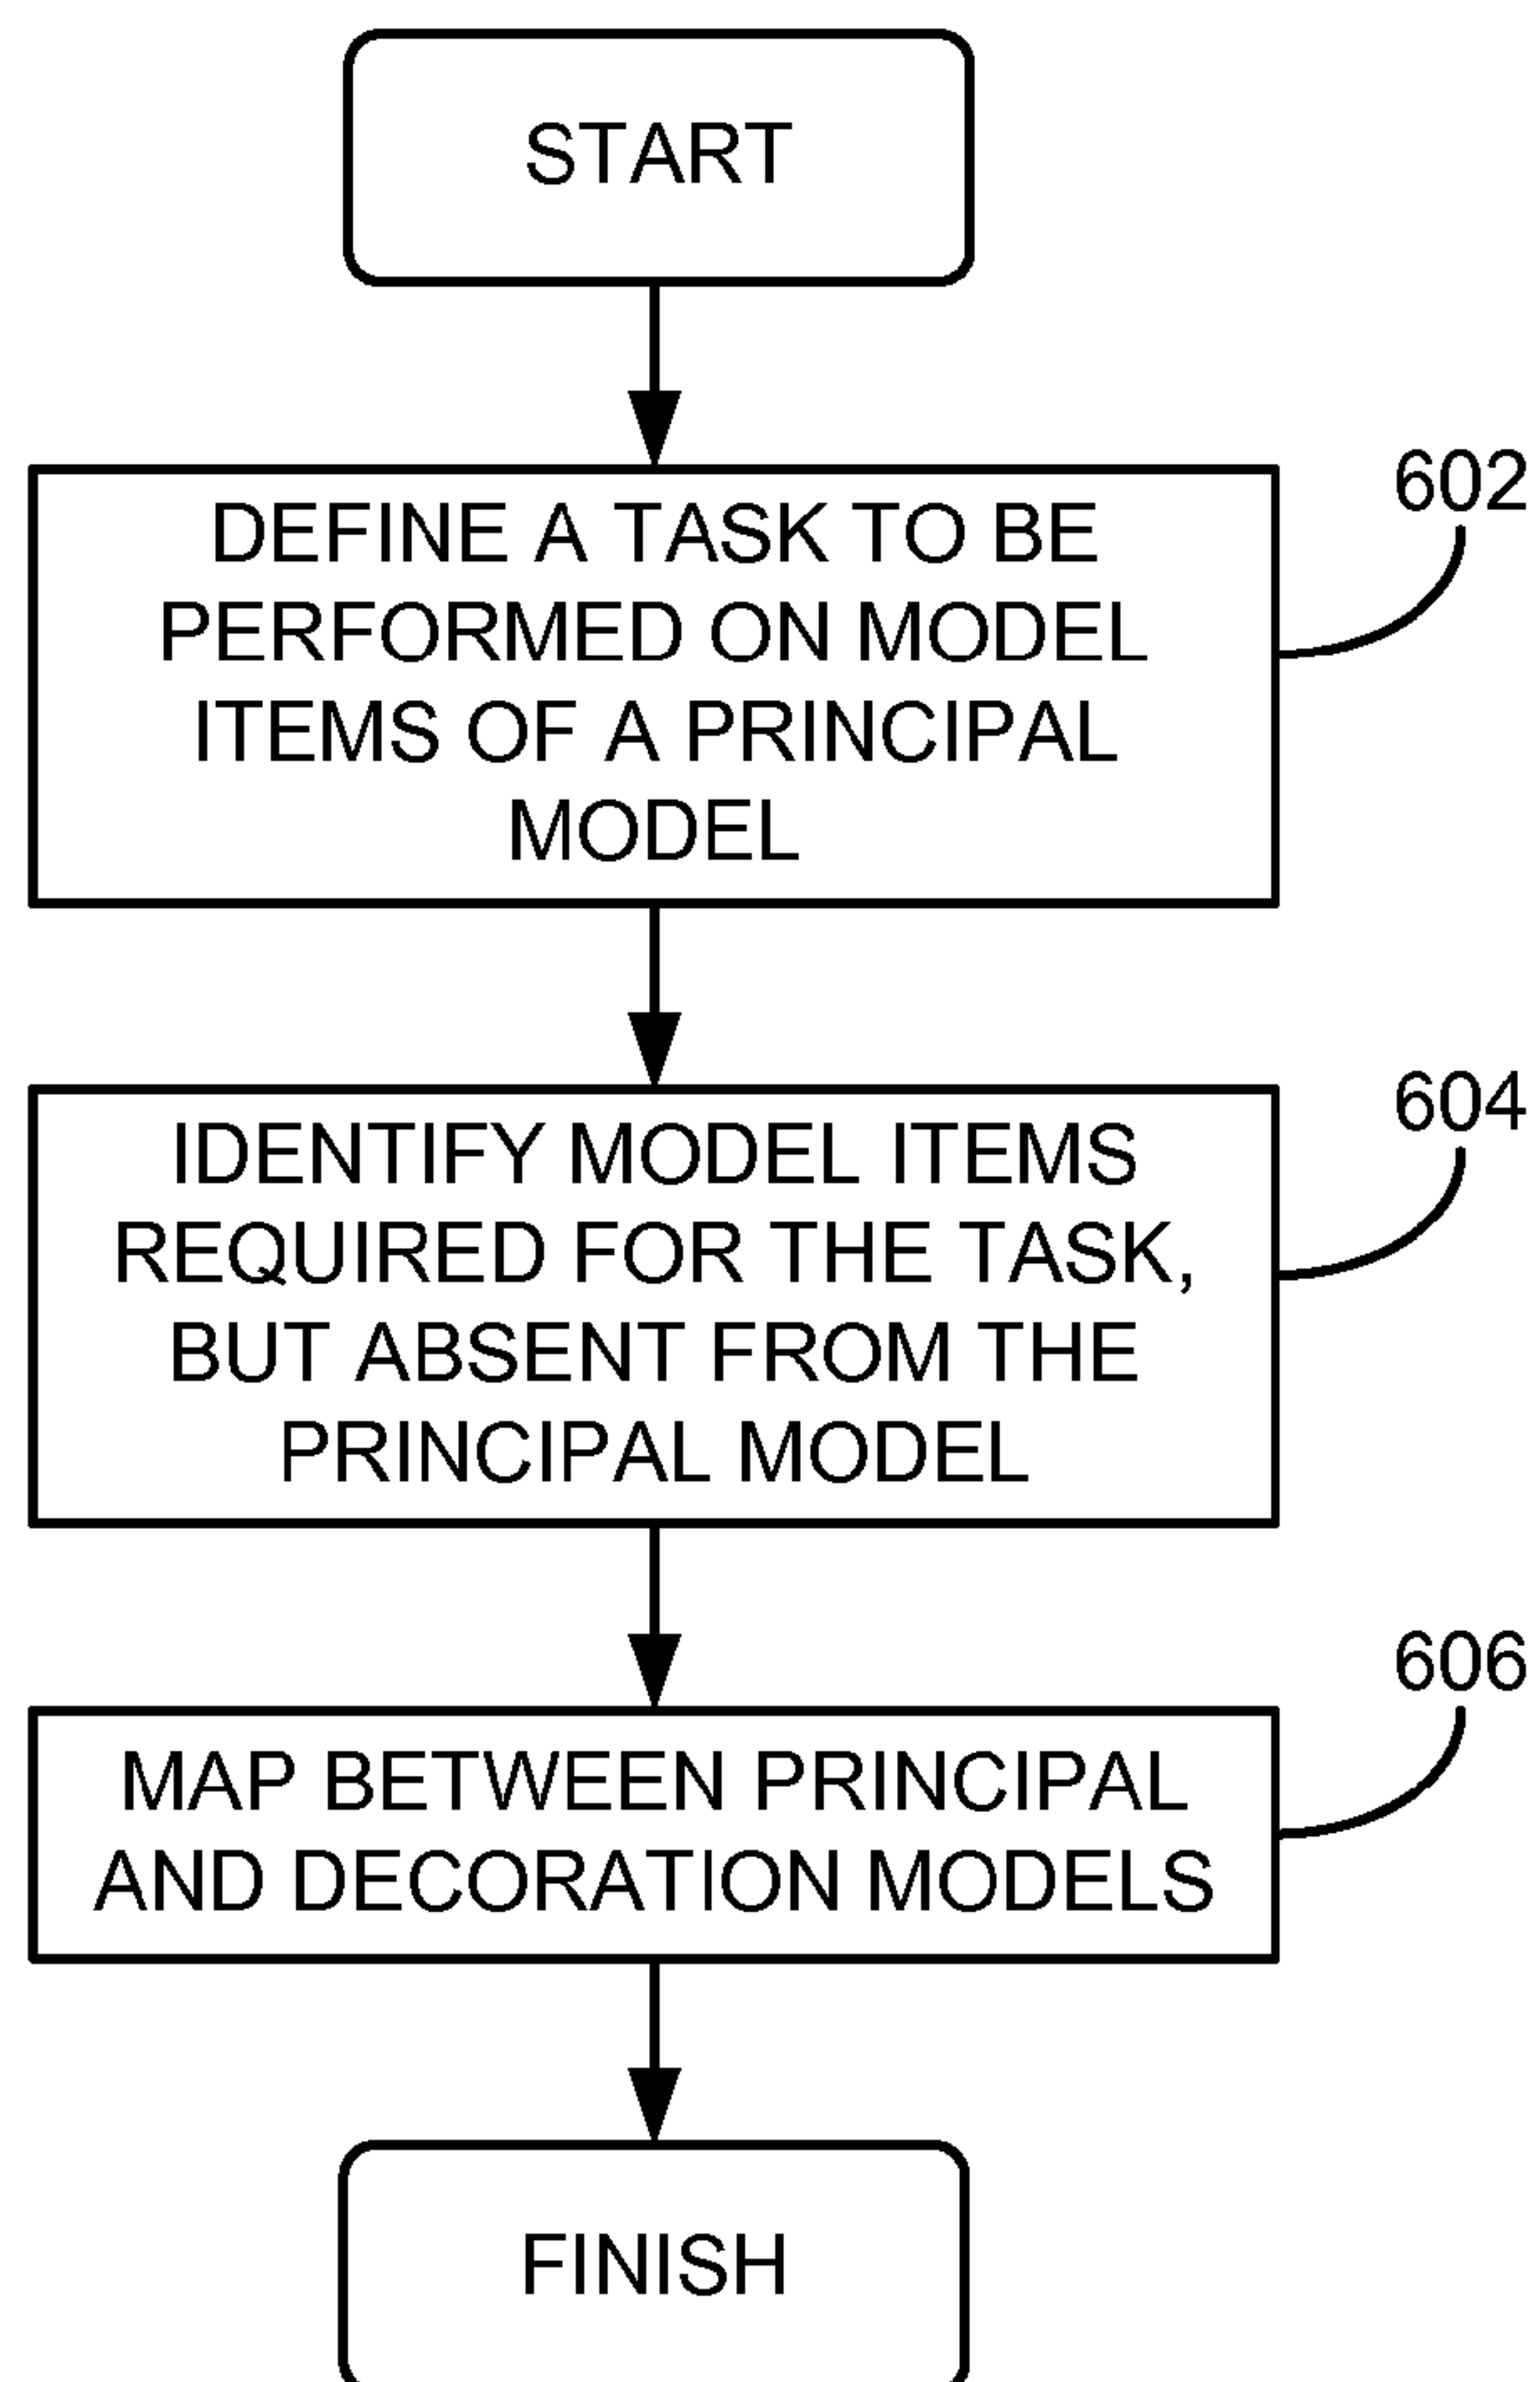 START
602
DEFINE A TASK TO BE
PERFORMED ON MODEL
ITEMS OF A PRINCIPAL
MODEL
604
IDENTIFY MODEL ITEMS
REQUIRED FOR THE TASK,
BUT ABSENT FROM THE
PRINCIPAL MODEL
606
MAP BETWEEN PRINCIPAL
AND DECORATION MODELS
FINISH